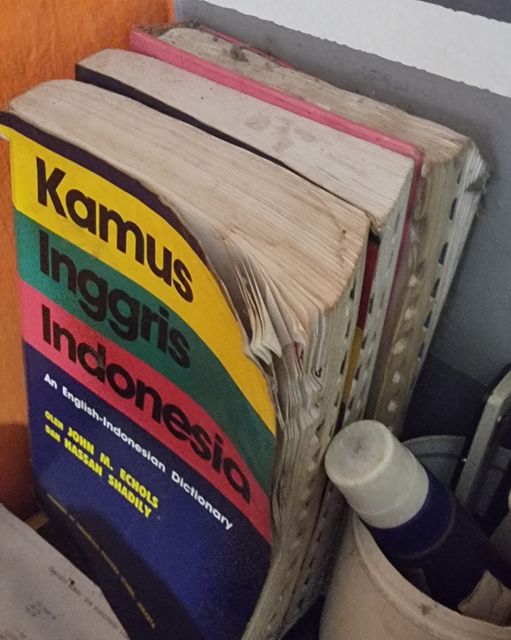 Kamus
Inggris
Indonesia
An English-Indonesian Dictionary
OLEH JOHN M. ECHOLS
DAN HASSAN SHADILY